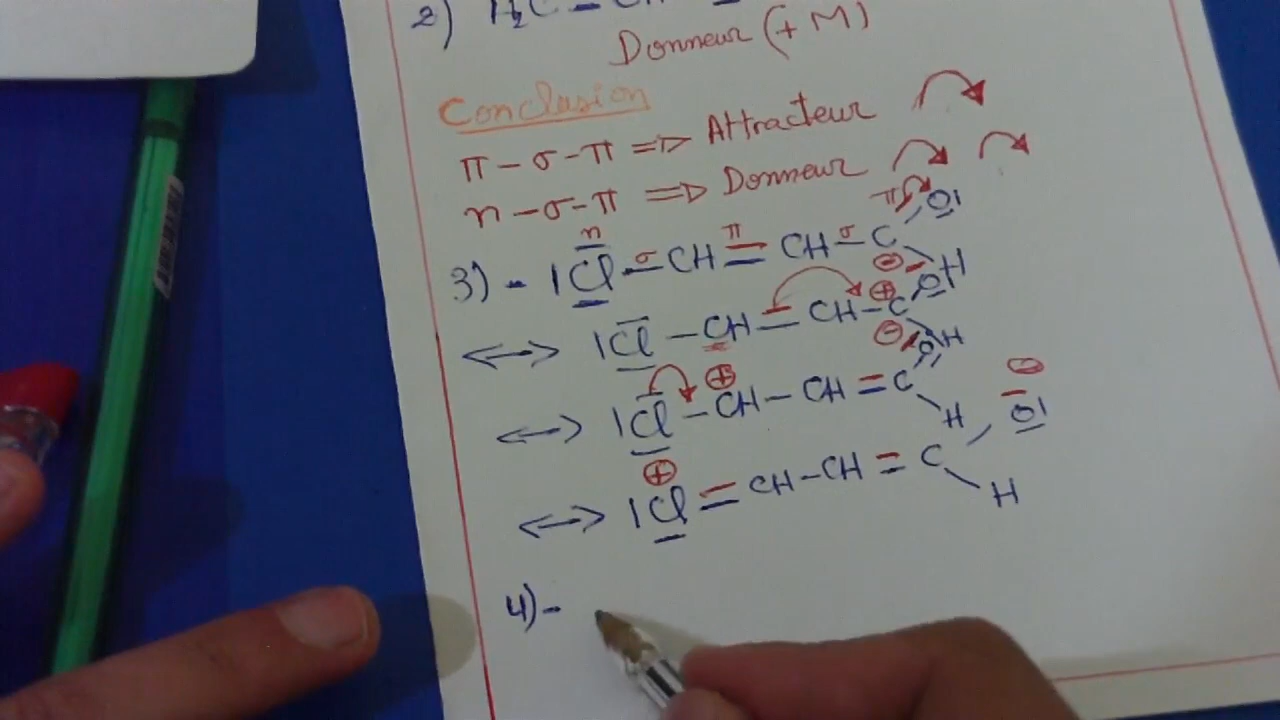 2) H₂C – CH =
Donneur (+ M)
Conclusion
π – σ – π => Attracteur
n – σ – π => Donneur
n σ π σ π
3) - |Cl – CH = CH – C O| H
⊖ ⊕
<–> |Cl – CH = CH – C O| H
⊕ ⊖
<–> |Cl – CH – CH = C O| H
⊕ ⊖
<–> |Cl = CH – CH = C O| H
4) -